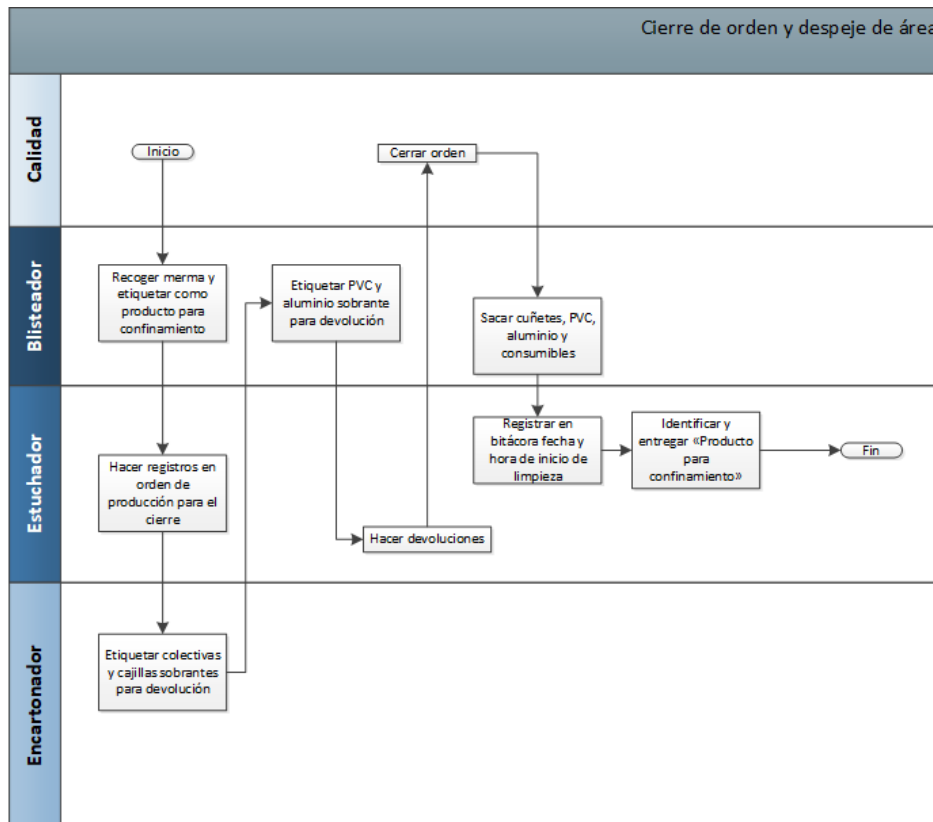 Cierre de orden y despeje de área
Calidad
Inicio
Cerrar orden
Blisteador
Recoger merma y
etiquetar como
producto para
confinamiento
Etiquetar PVC y
aluminio sobrante
para devolución
Sacar cuñetes, PVC,
aluminio y
consumibles
Estuchador
Hacer registros en
orden de
producción para el
cierre
Hacer devoluciones
Registrar en
bitácora fecha y
hora de inicio de
limpieza
Identificar y
entregar «Producto
para
confinamiento»
Fin
Encartonador
Etiquetar colectivas
y cajillas sobrantes
para devolución